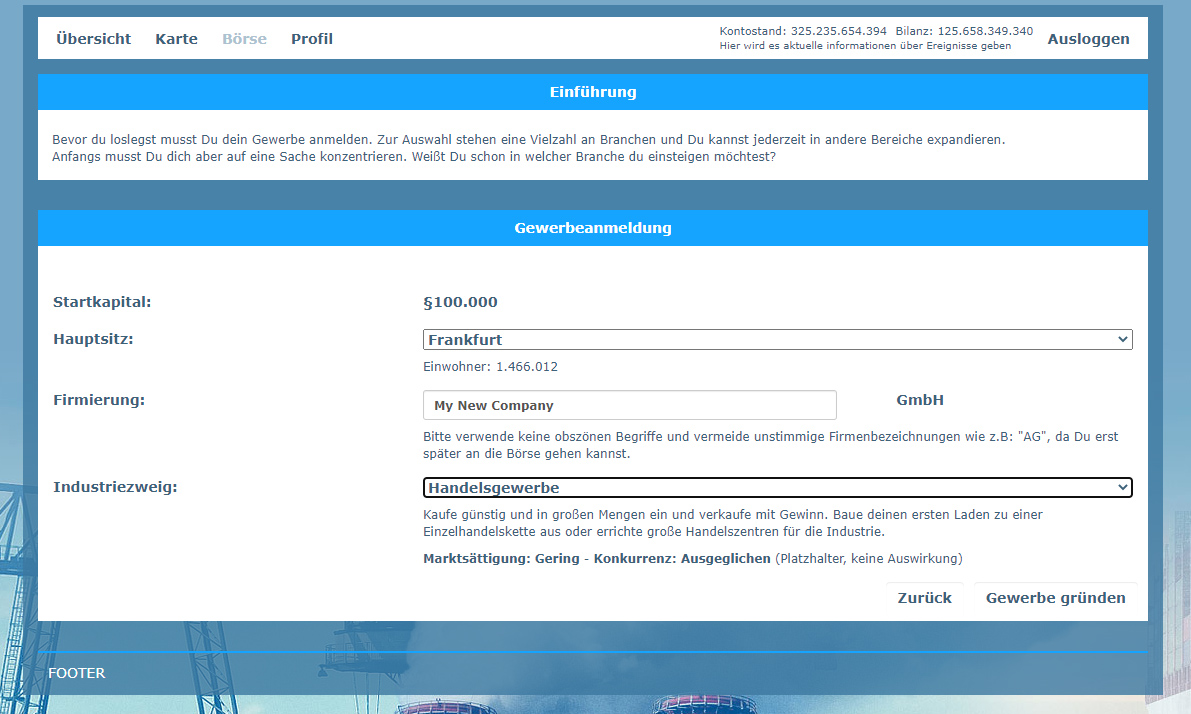 Übersicht Karte Börse Profil
Kontostand: 325.235.654.394 Bilanz: 125.658.349.340
Hier wird es aktuelle informationen über Ereignisse geben
Ausloggen
Einführung
Bevor du loslegst musst Du dein Gewerbe anmelden. Zur Auswahl stehen eine Vielzahl an Branchen und Du kannst jederzeit in andere Bereiche expandieren.
Anfangs musst Du dich aber auf eine Sache konzentrieren. Weißt Du schon in welcher Branche du einsteigen möchtest?
Gewerbeanmeldung
Startkapital: §100.000
Hauptsitz: Frankfurt
Einwohner: 1.466.012
Firmierung: My New Company GmbH
Bitte verwende keine obszönen Begriffe und vermeide unstimmige Firmenbezeichnungen wie z.B: "AG", da Du erst
später an die Börse gehen kannst.
Industriezweig: Handelsgewerbe
Kaufe günstig und in großen Mengen ein und verkaufe mit Gewinn. Baue deinen ersten Laden zu einer
Einzelhandelskette aus oder errichte große Handelszentren für die Industrie.
Marktsättigung: Gering - Konkurrenz: Ausgeglichen (Platzhalter, keine Auswirkung)
Zurück Gewerbe gründen
FOOTER